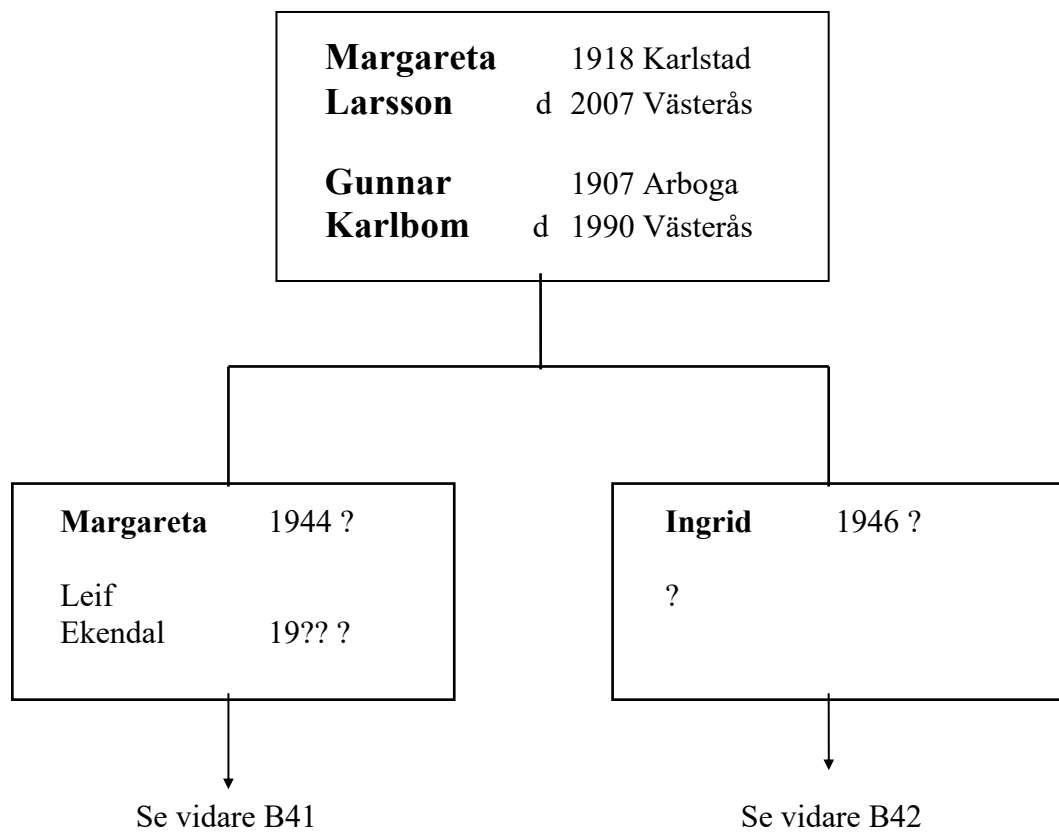 Margareta 1918 Karlstad
Larsson d 2007 Västerås
Gunnar 1907 Arboga
Karlbom d 1990 Västerås
Margareta 1944 ?
Leif
Ekendal 19?? ?
Se vidare B41
Ingrid 1946 ?
?
Se vidare B42